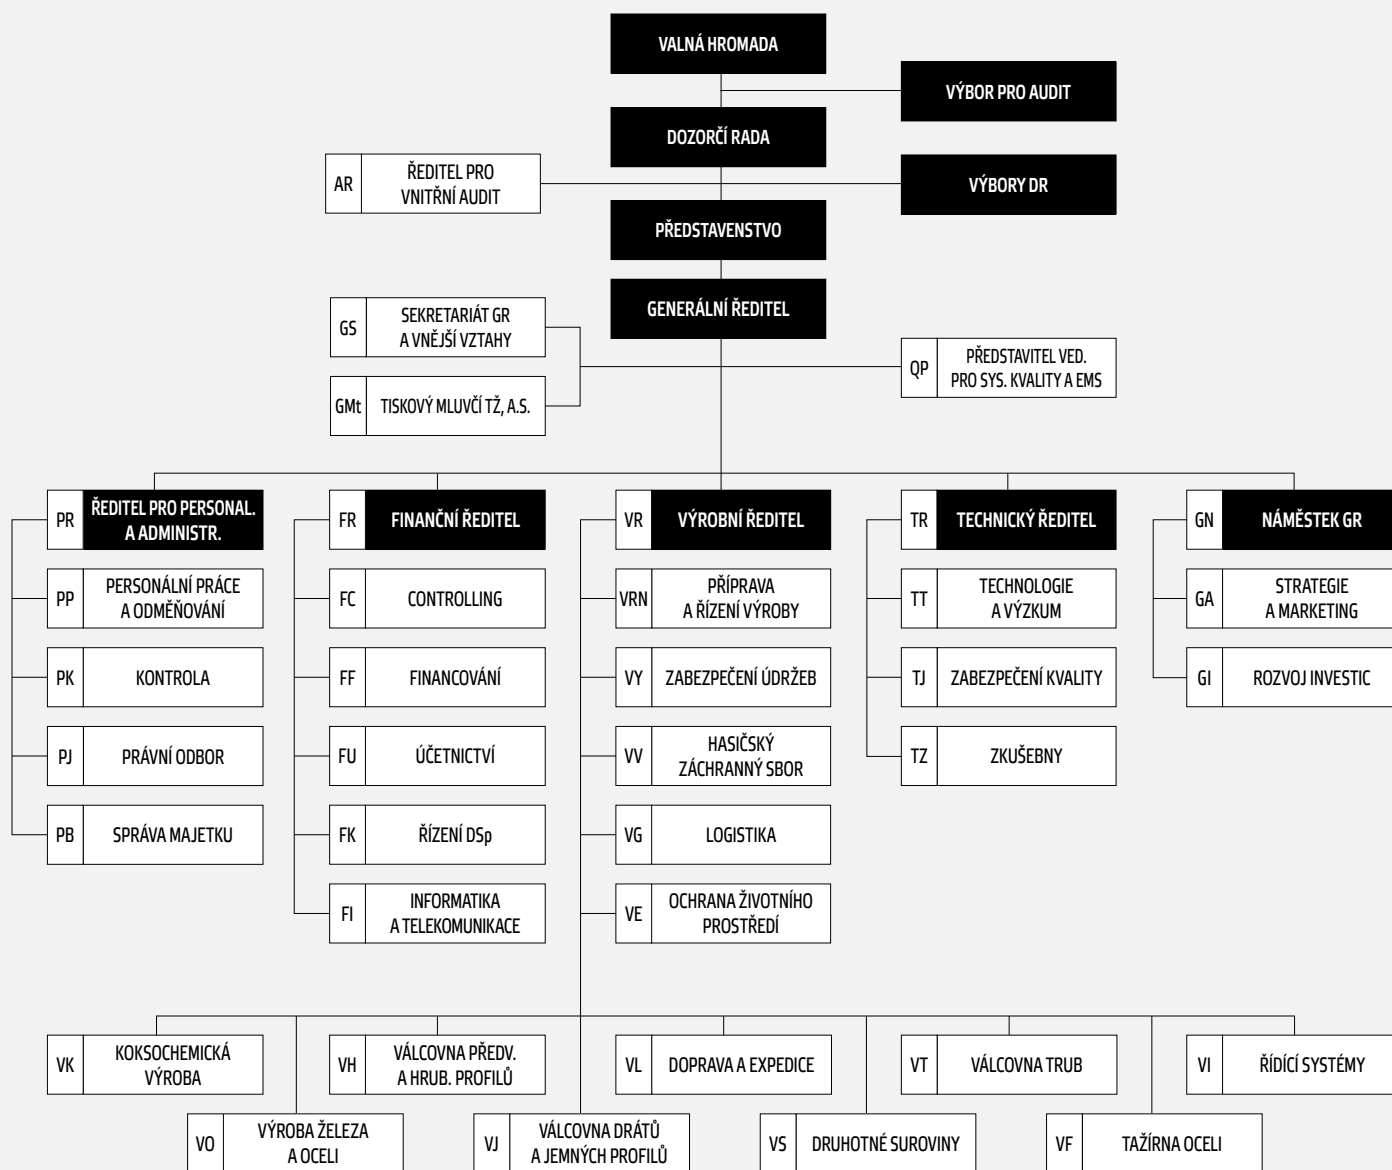 VALNÁ HROMADA
VÝBOR PRO AUDIT
DOZORČÍ RADA
AR
ŘEDITEL PRO
VNITŘNÍ AUDIT
VÝBORY DR
PŘEDSTAVENSTVO
GENERÁLNÍ ŘEDITEL
GS
SEKRETARIÁT GR
A VNĚJŠÍ VZTAHY
QP
PŘEDSTAVITEL VED.
PRO SYS. KVALITY A EMS
GMt
TISKOVÝ MLUVČÍ TŽ, A.S.
PR
ŘEDITEL PRO PERSONAL.
A ADMINISTR.
FR
FINANČNÍ ŘEDITEL
VR
VÝROBNÍ ŘEDITEL
TR
TECHNICKÝ ŘEDITEL
GN
NÁMĚSTEK GR
PP
PERSONÁLNÍ PRÁCE
A ODMĚŇOVÁNÍ
FC
CONTROLLING
VRN
PŘÍPRAVA
A ŘÍZENÍ VÝROBY
TT
TECHNOLOGIE
A VÝZKUM
GA
STRATEGIE
A MARKETING
PK
KONTROLA
FF
FINANCOVÁNÍ
VY
ZABEZPEČENÍ ÚDRŽEB
TJ
ZABEZPEČENÍ KVALITY
GI
ROZVOJ INVESTIC
PJ
PRÁVNÍ ODBOR
FU
ÚČETNICTVÍ
VV
HASIČSKÝ
ZÁCHRANNÝ SBOR
TZ
ZKUŠEBNY
PB
SPRÁVA MAJETKU
FK
ŘÍZENÍ DSp
VG
LOGISTIKA
FI
INFORMATIKA
A TELEKOMUNIKACE
VE
OCHRANA ŽIVOTNÍHO
PROSTŘEDÍ
VK
KOKSOCHEMICKÁ
VÝROBA
VH
VÁLCOVNA PŘEDV.
A HRUB. PROFILŮ
VL
DOPRAVA A EXPEDICE
VT
VÁLCOVNA TRUB
VI
ŘÍDÍCÍ SYSTÉMY
VO
VÝROBA ŽELEZA
A OCELI
VJ
VÁLCOVNA DRÁTŮ
A JEMNÝCH PROFILŮ
VS
DRUHOTNÉ SUROVINY
VF
TAŽÍRNA OCELI